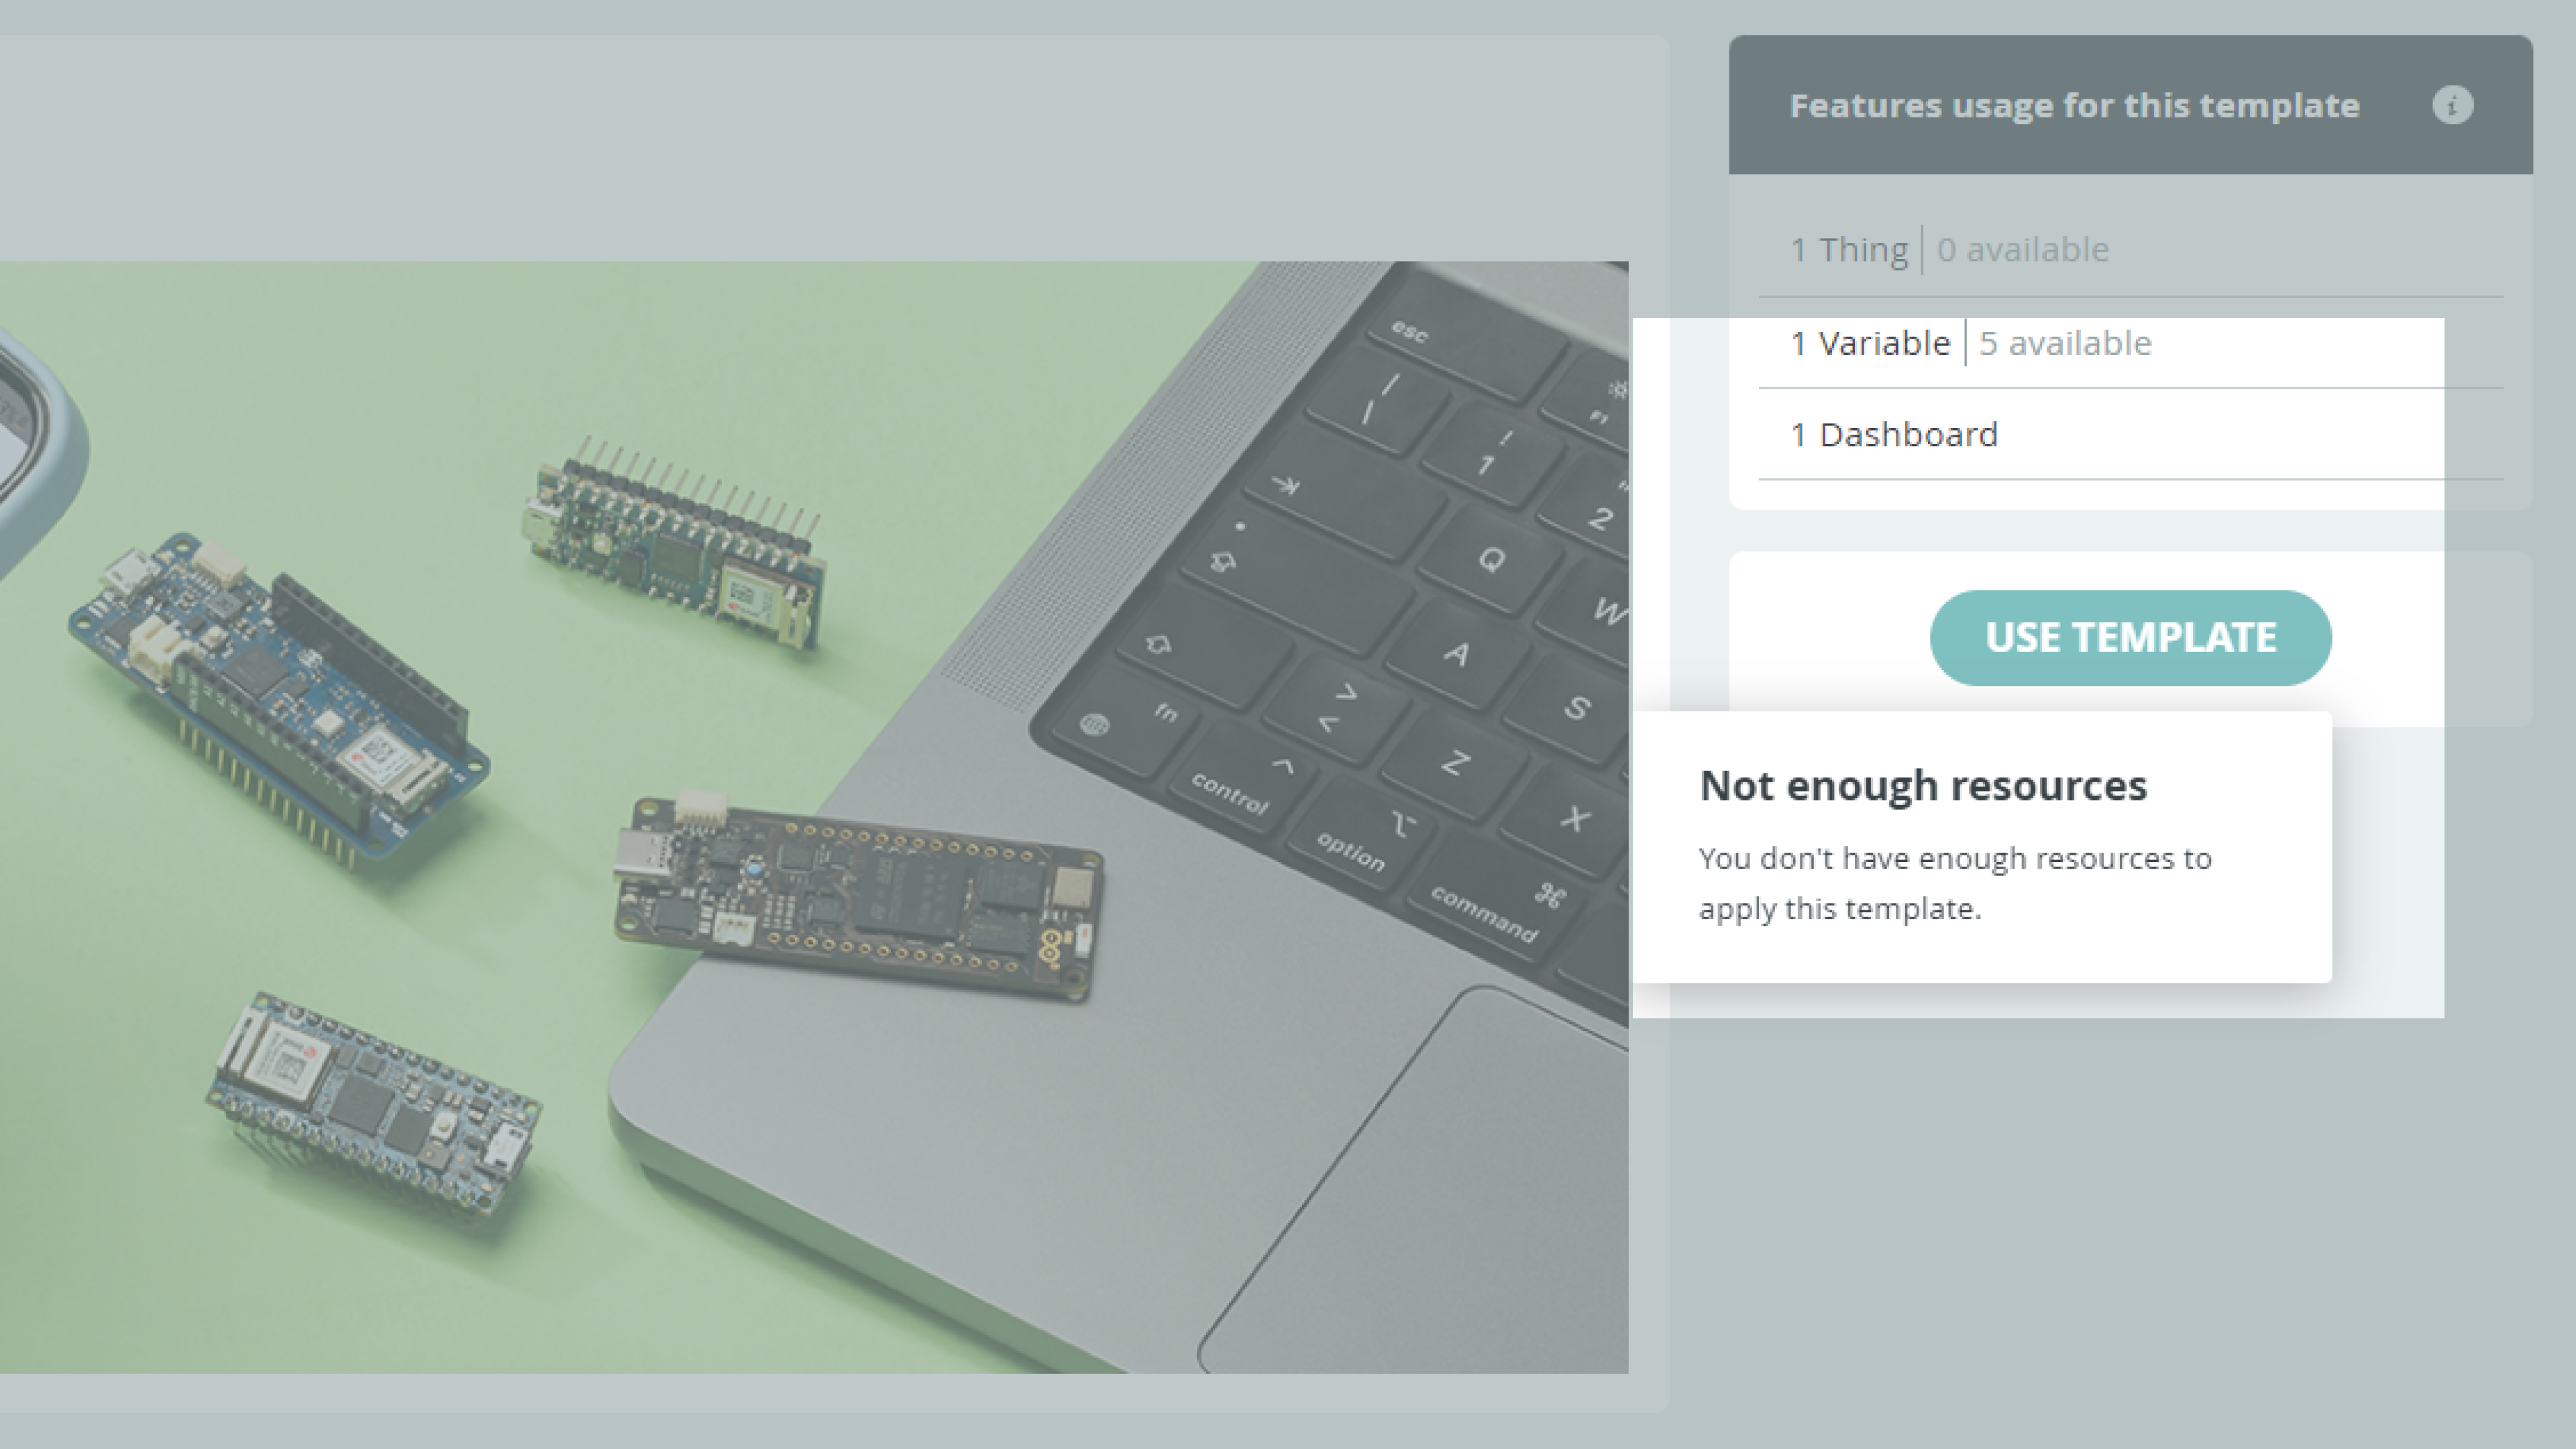 Features usage for this template
1 Thing | 0 available
1 Variable | 5 available
1 Dashboard
USE TEMPLATE
Not enough resources
You don't have enough resources to
apply this template.
esc
F1
!
1
2
Q
W
A
S
>
<
Z
X
fn
^
control
⌥
option
⌘
command